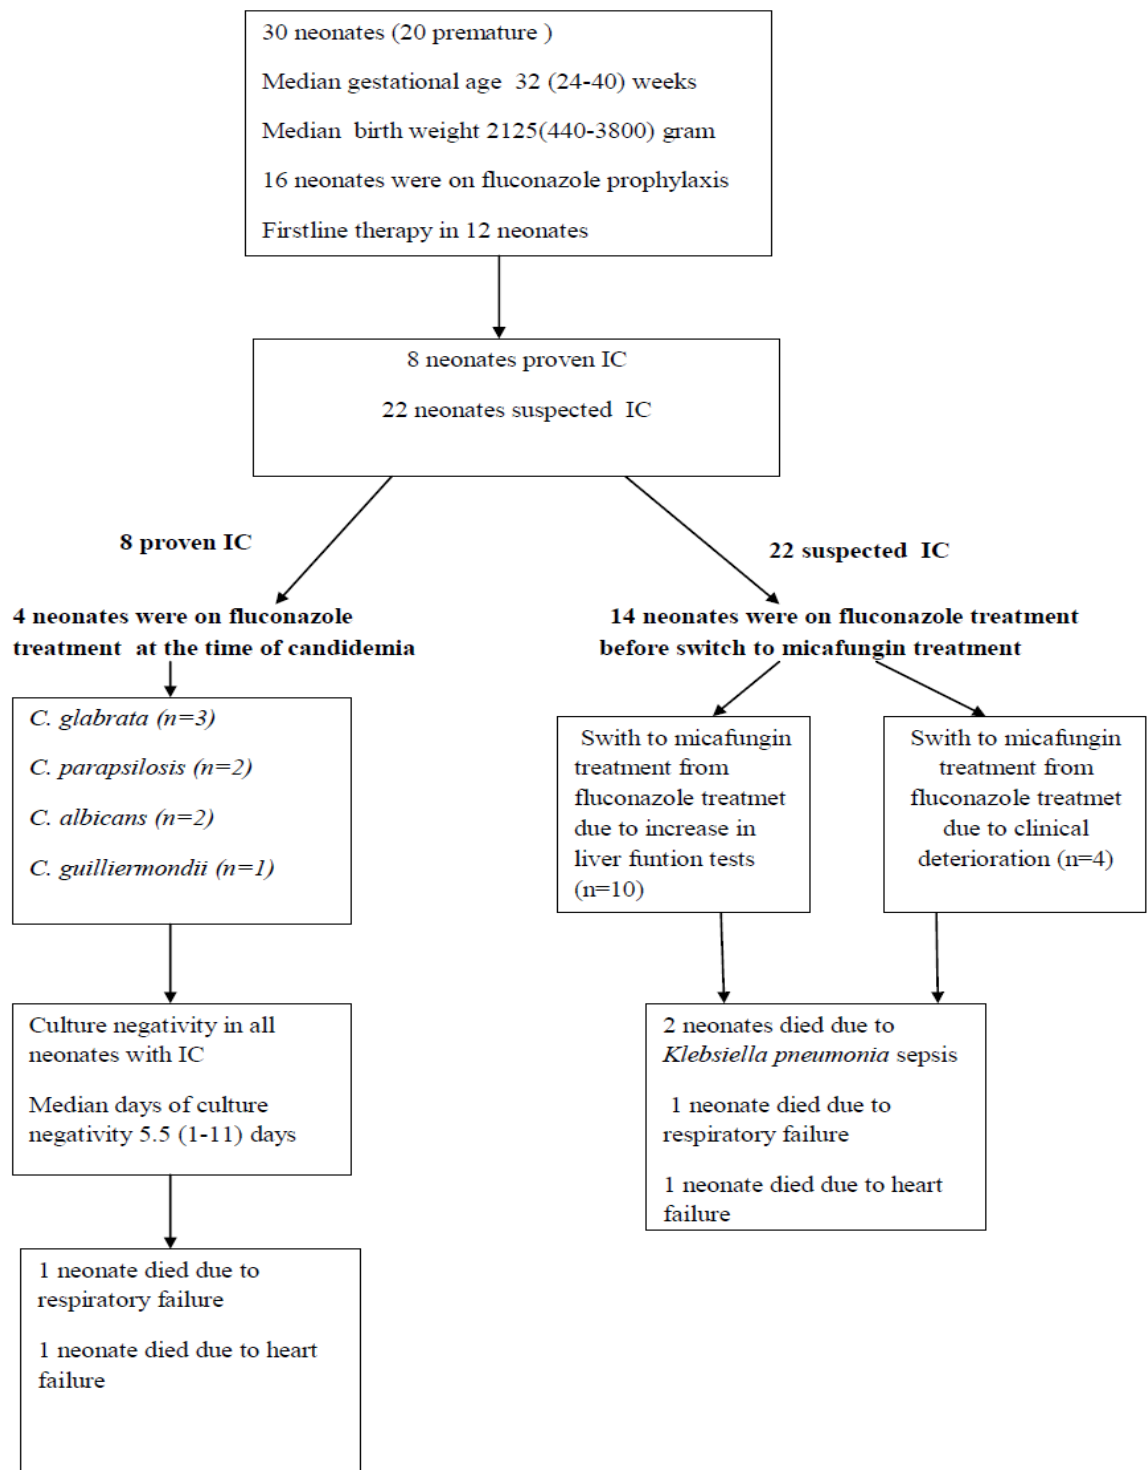 30 neonates (20 premature )
Median gestational age  32 (24-40) weeks
Median  birth weight 2125(440-3800) gram
16 neonates were on fluconazole prophylaxis
Firstline therapy in 12 neonates
8 neonates proven IC
22 neonates suspected  IC
8 proven IC
22 suspected  IC
4 neonates were on fluconazole
treatment  at the time of candidemia
14 neonates were on fluconazole treatment
before switch to micafungin treatment
C. glabrata (n=3)
C. parapsilosis (n=2)
C. albicans (n=2)
C. guilliermondii (n=1)
Swith to micafungin
treatment from
fluconazole treatmet
due to increase in
liver funtion tests
(n=10)
Swith to micafungin
treatment from
fluconazole treatmet
due to clinical
deterioration (n=4)
Culture negativity in all
neonates with IC
Median days of culture
negativity 5.5 (1-11) days
2 neonates died due to
Klebsiella pneumonia sepsis
1 neonate died due to
respiratory failure
1 neonate died due to heart
failure
1 neonate died due to
respiratory failure
1 neonate died due to heart
failure